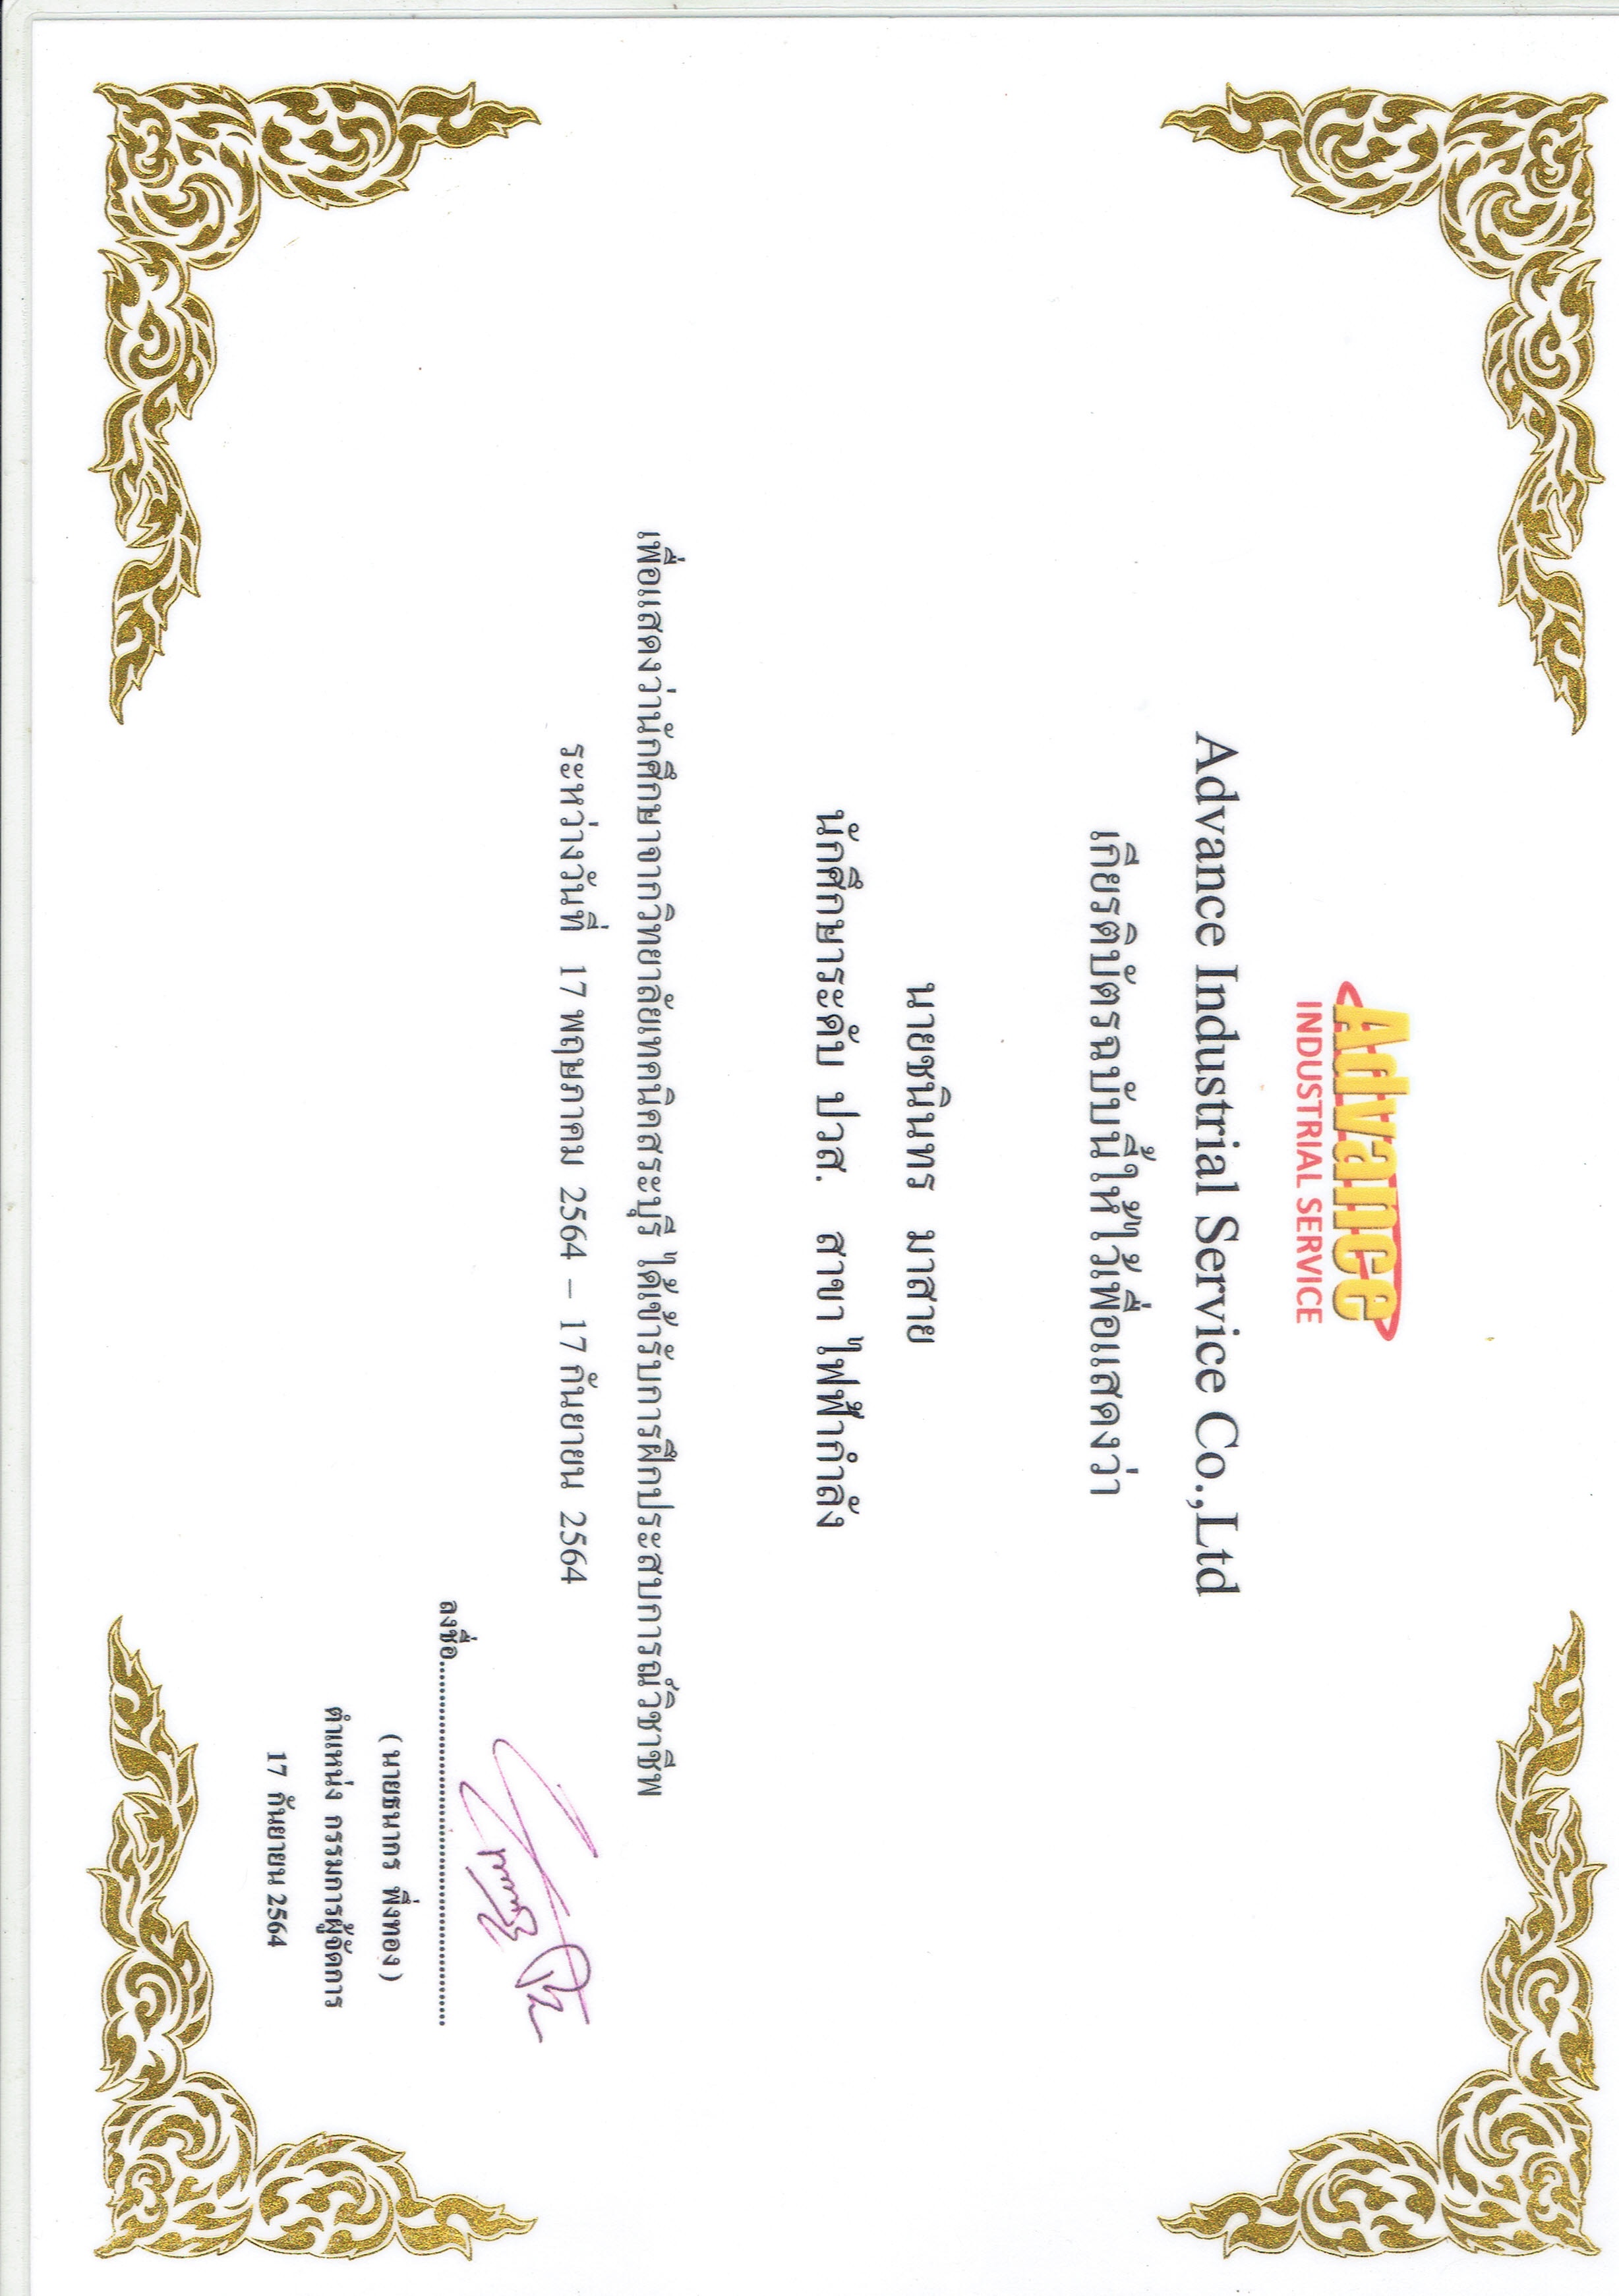 Advance
INDUSTRIAL SERVICE
Advance Industrial Service Co.,Ltd
เกียรติบัตรฉบับนี้ให้ไว้เพื่อแสดงว่า
นายชนินทร มาสาย
นักศึกษาระดับ ปวส. สาขา ไฟฟ้ากำลัง
เพื่อแสดงว่านักศึกษาจากวิทยาลัยเทคนิคสระบุรี ได้เข้ารับการฝึกประสบการณ์วิชาชีพ
ระหว่างวันที่ 17 พฤษภาคม 2564 – 17 กันยายน 2564
ลงชื่อ......................................................
( นายธนากร พึ่งทอง )
ตำแหน่ง กรรมการผู้จัดการ
17 กันยายน 2564